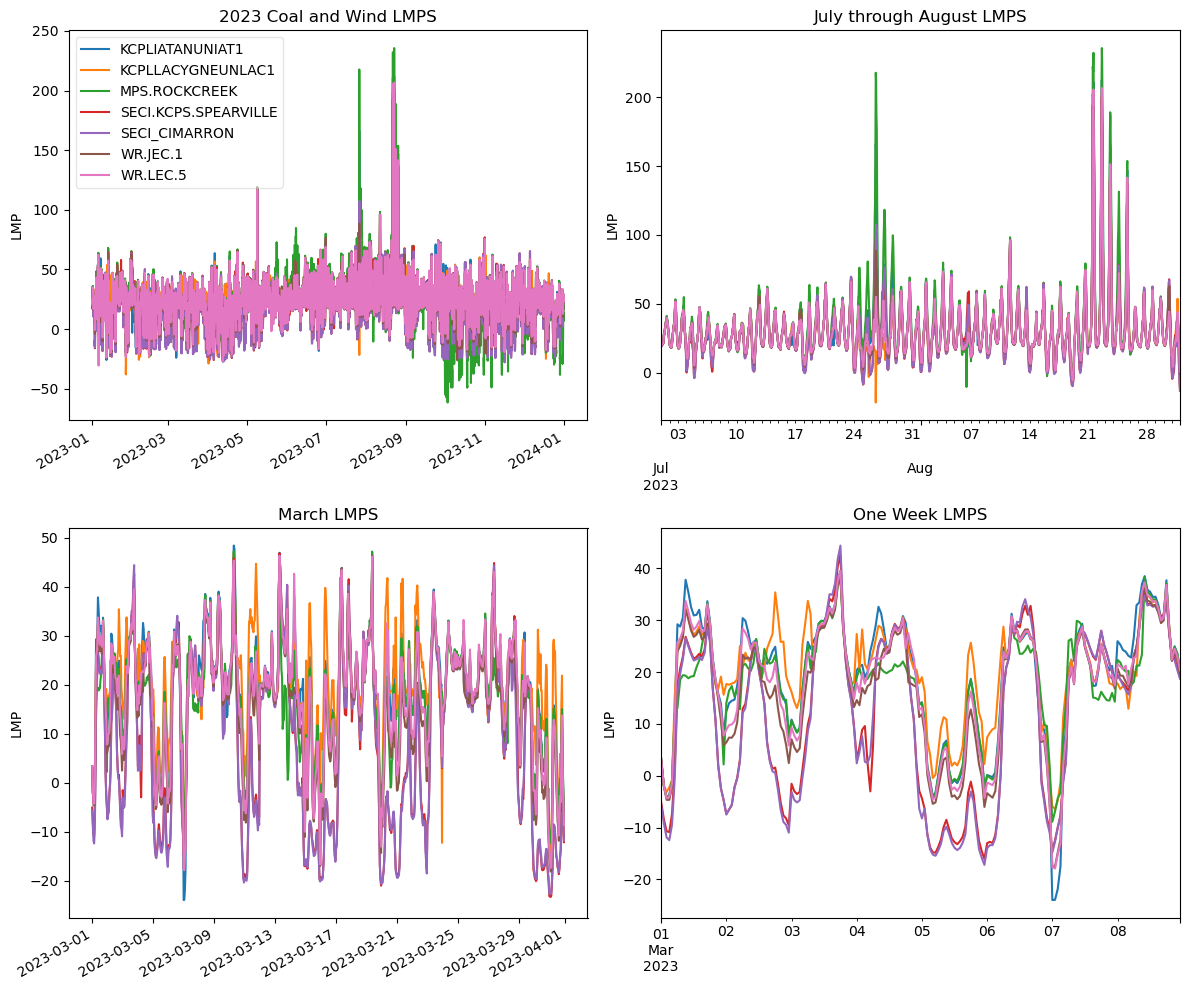 2023 Coal and Wind LMPS
250
200
150
100
50
0
−50
LMP
KCPLIATANUNIAT1
KCPLLACYGNEUNLAC1
MPS.ROCKCREEK
SECI.KCPS.SPEARVILLE
SECI_CIMARRON
WR.JEC.1
WR.LEC.5
2023-01
2023-03
2023-05
2023-07
2023-09
2023-11
2024-01
July through August LMPS
200
150
100
50
0
LMP
03 10 17 24 31 07 14 21 28
Jul Aug
2023
March LMPS
50
40
30
20
10
0
−10
−20
LMP
2023-03-01
2023-03-05
2023-03-09
2023-03-13
2023-03-17
2023-03-21
2023-03-25
2023-03-29
2023-04-01
One Week LMPS
40
30
20
10
0
−10
−20
LMP
01 02 03 04 05 06 07 08
Mar
2023